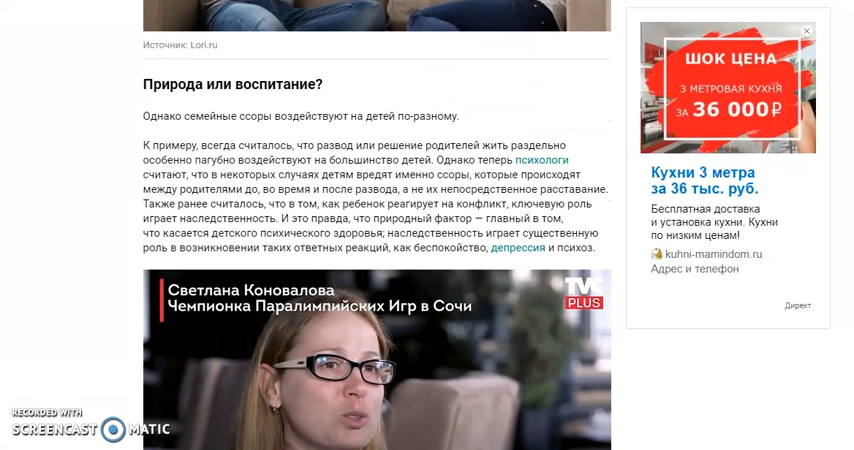 Источник: Lori.ru
Природа или воспитание?
Однако семейные ссоры воздействуют на детей по-разному.
К примеру, всегда считалось, что развод или решение родителей жить раздельно
особенно пагубно воздействуют на большинство детей. Однако теперь психологи
считают, что в некоторых случаях детям вредят именно ссоры, которые происходят
между родителями до, во время и после развода, а не их непосредственное расставание.
Также ранее считалось, что в том, как ребенок реагирует на конфликт, ключевую роль
играет наследственность. И это правда, что природный фактор — главный в том,
что касается детского психического здоровья; наследственность играет существенную
роль в возникновении таких ответных реакций, как беспокойство, депрессия и психоз.
Светлана Коновалова
Чемпионка Паралимпийских Игр в Сочи
TVC
PLUS
ШОК ЦЕНА
3 МЕТРОВАЯ КУХНЯ
ЗА 36 000₽
Кухни 3 метра
за 36 тыс. руб.
Бесплатная доставка
и установка кухни. Кухни
по низким ценам!
kuhni-mamindom.ru
Адрес и телефон
Директ
RECORDED WITH
SCREENCAST MATIC